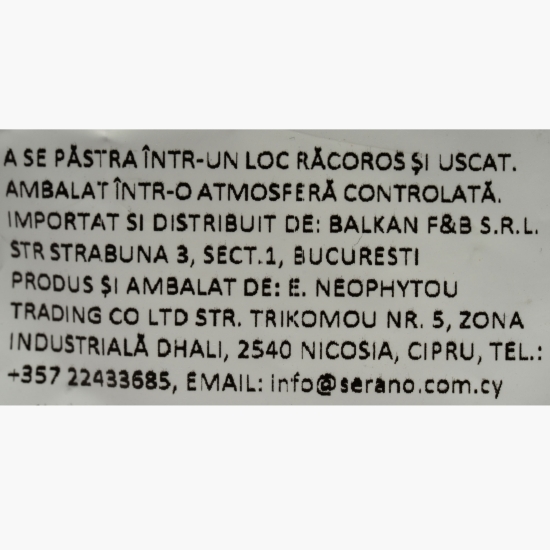 A SE PĂSTRA ÎNTR-UN LOC RĂCOROS ŞI USCAT.
AMBALAT ÎNTR-O ATMOSFERĂ CONTROLATĂ.
IMPORTAT SI DISTRIBUIT DE: BALKAN F&B S.R.L.
STR STRABUNA 3, SECT.1, BUCURESTI
PRODUS ŞI AMBALAT DE: E. NEOPHYTOU
TRADING CO LTD STR. TRIKOMOU NR. 5, ZONA
INDUSTRIALĂ DHALI, 2540 NICOSIA, CIPRU, TEL.:
+357 22433685, EMAIL: info@serano.com.cy